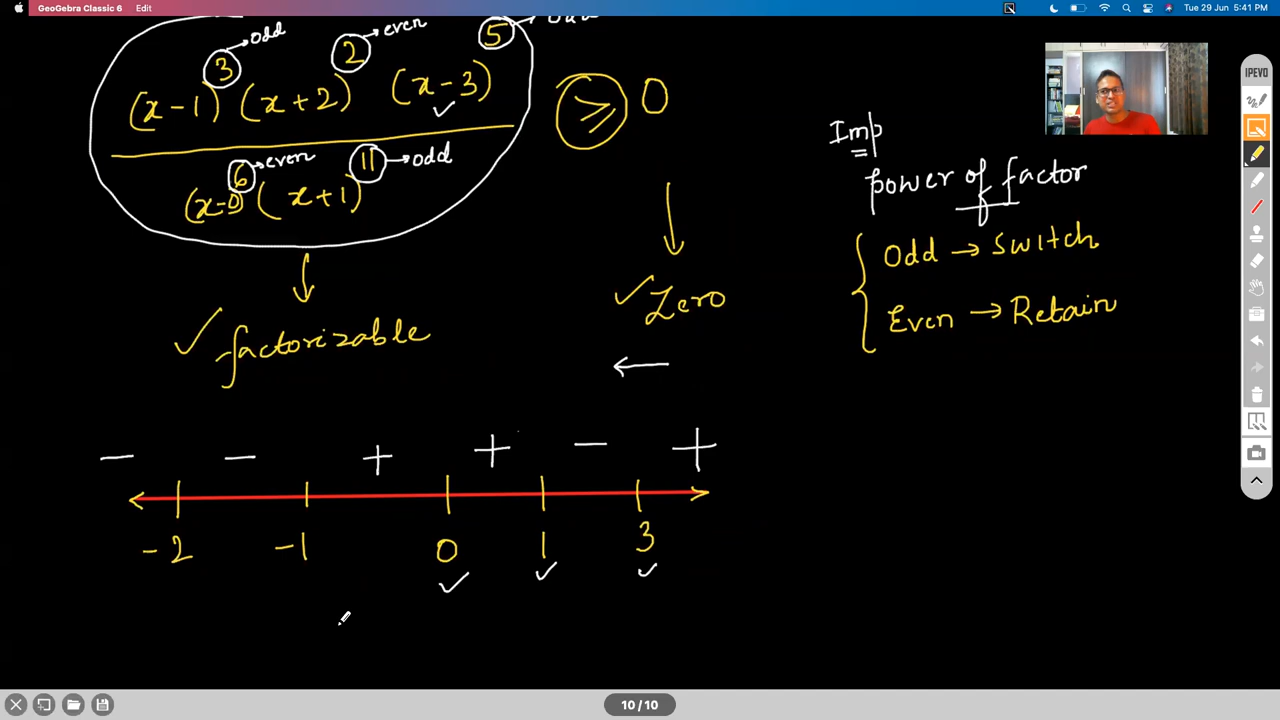 GeoGebra Classic 6 Edit Tue 29 Jun 5:41 PM
IPEVO
3 → odd 2 → even 5 → odd
(x-1) (x+2) (x-3) ≥ 0
6 → even 11 → odd
(x-0) (x+1)
Imp
power of factor
Odd → Switch
Even → Retain
✓ factorizable
✓ Zero
←
- - + + - +
-2 -1 0 1 3
✓ ✓ ✓
10 / 10